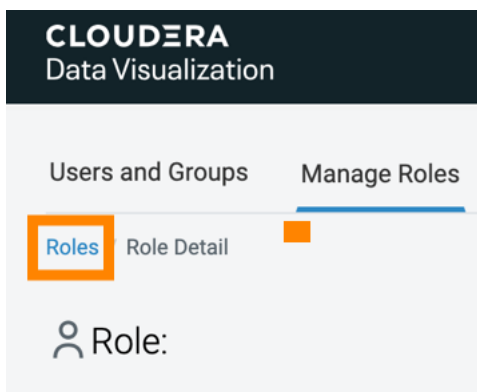 CLOUDERA
Data Visualization
Users and Groups Manage Roles
Roles / Role Detail
Role: